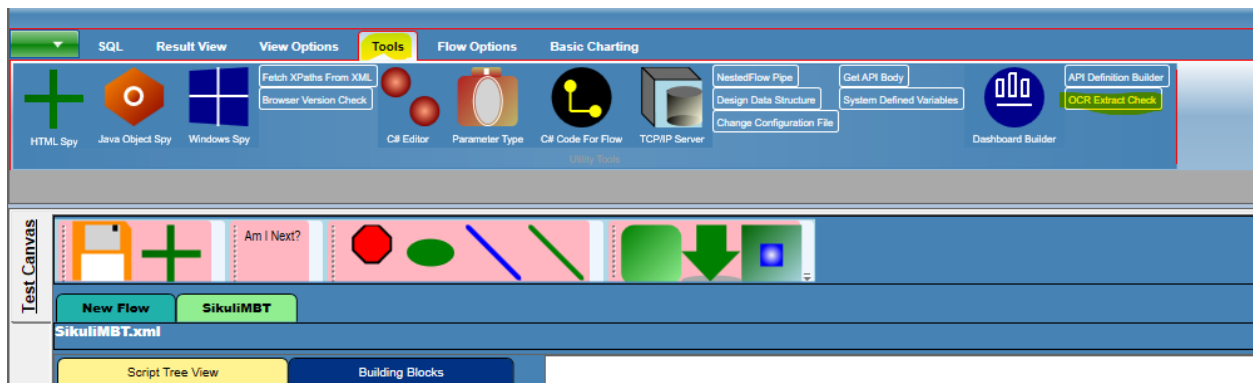 SQL Result View View Options Tools Flow Options Basic Charting
HTML Spy
Java Object Spy
Windows Spy
Fetch XPaths From XML
Browser Version Check
C# Editor
Parameter Type
C# Code For Flow
TCP/IP Server
NestedFlow Pipe
Design Data Structure
Change Configuration File
Get API Body
System Defined Variables
Dashboard Builder
API Definition Builder
OCR Extract Check
Utility Tools
Test Canvas
Am I Next?
New Flow SikuliMBT
SikuliMBT.xml
Script Tree View Building Blocks